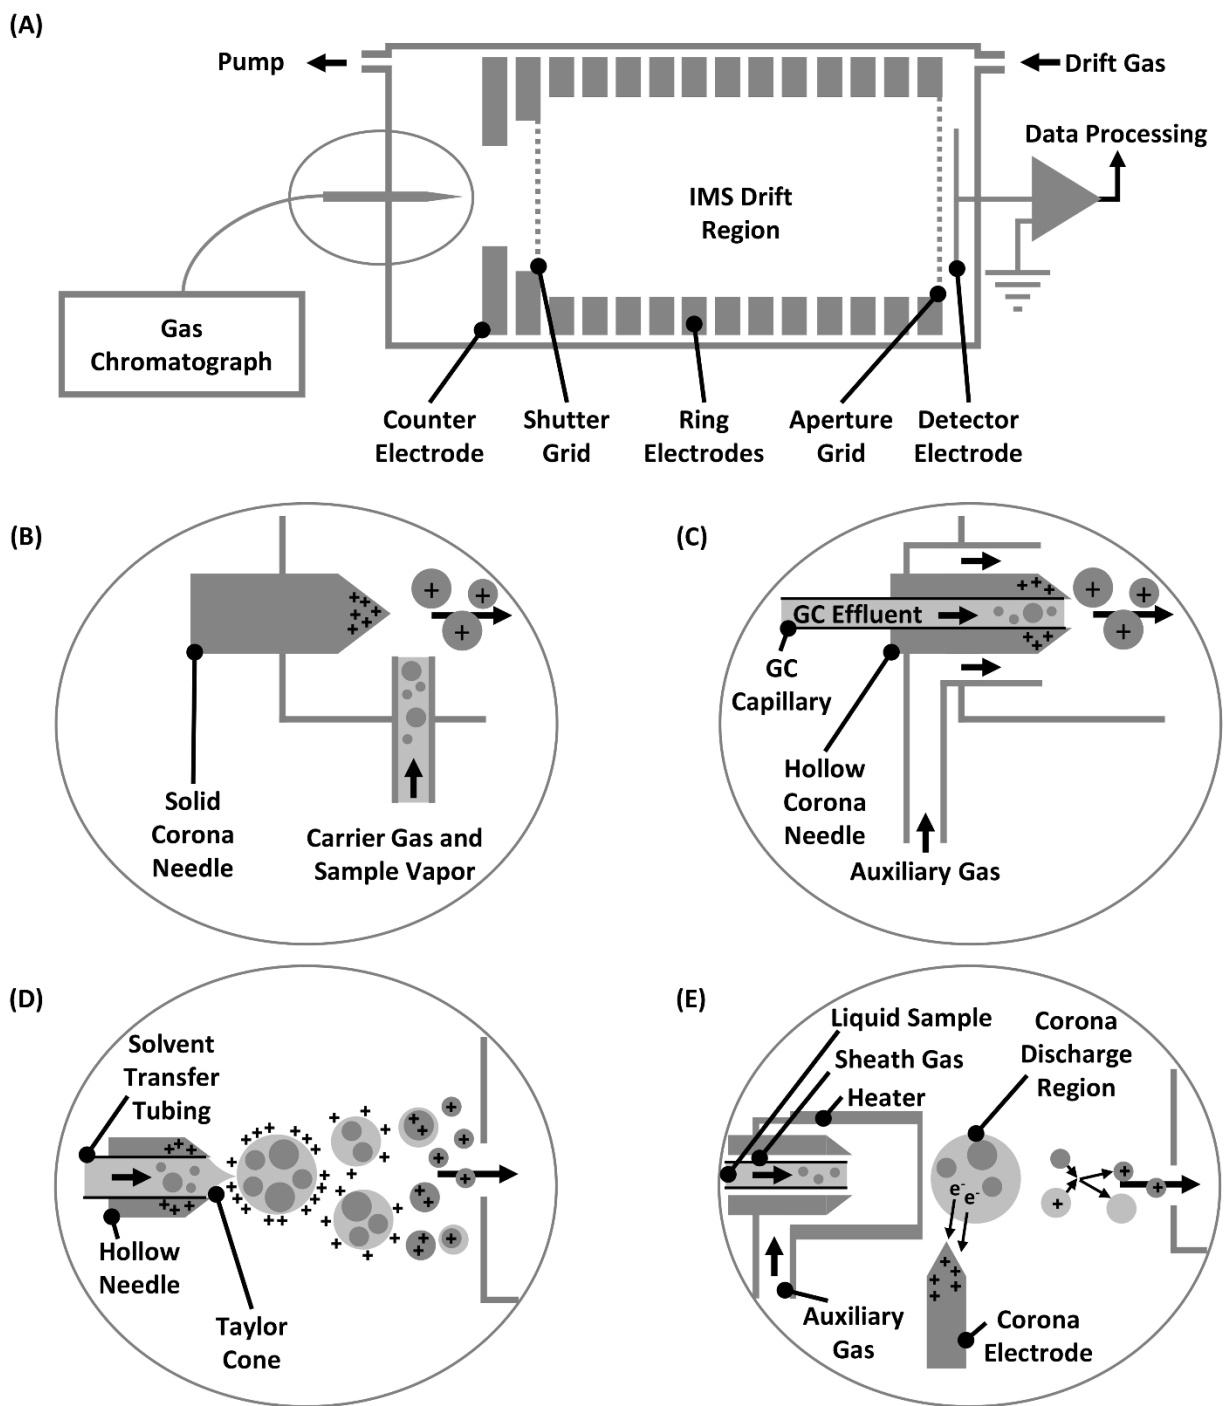 (A)
Pump
Drift Gas
Data Processing
IMS Drift
Region
Gas
Chromatograph
Counter
Electrode
Shutter
Grid
Ring
Electrodes
Aperture
Grid
Detector
Electrode
(B)
+ + +
+ + + + + + +
Solid
Corona
Needle
Carrier Gas and
Sample Vapor
(C)
GC Effluent
+ + +
GC
Capillary
Hollow
Corona
Needle
Auxiliary Gas
(D)
Solvent
Transfer
Tubing
Hollow
Needle
Taylor
Cone
(E)
Liquid Sample
Sheath Gas
Heater
Corona
Discharge
Region
e-
e-
Auxiliary
Gas
Corona
Electrode